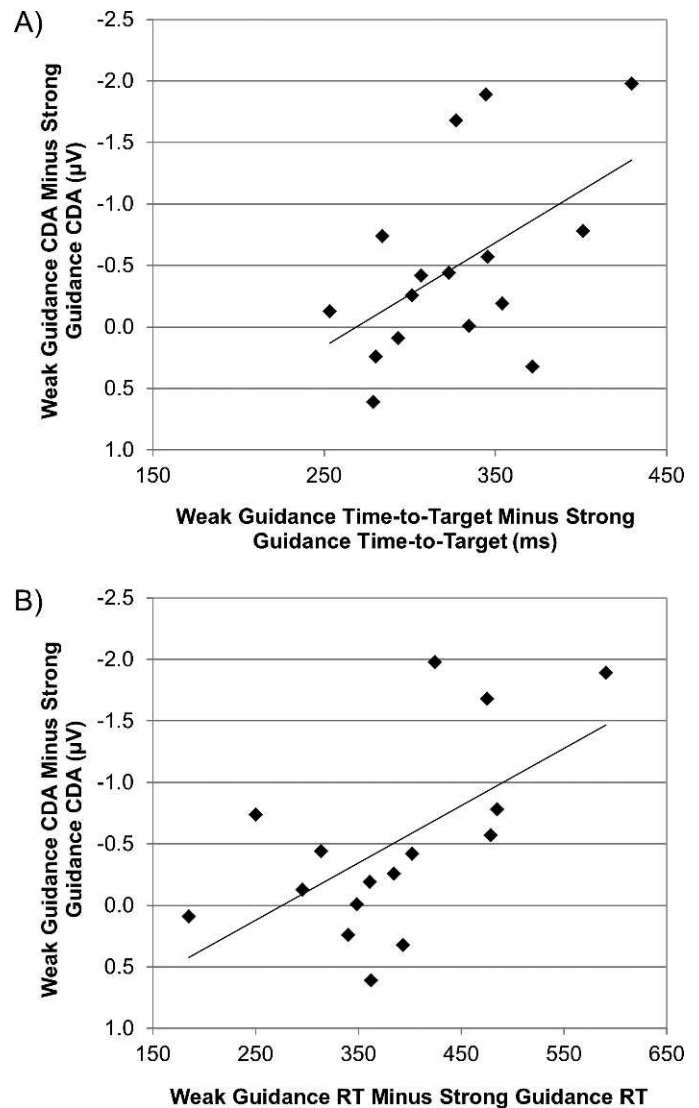 A)
Weak Guidance CDA Minus Strong
Guidance CDA (µV)
-2.5
-2.0
-1.5
-1.0
-0.5
0.0
0.5
1.0
150
250
350
450
Weak Guidance Time-to-Target Minus Strong
Guidance Time-to-Target (ms)
B)
Weak Guidance CDA Minus Strong
Guidance CDA (µV)
-2.5
-2.0
-1.5
-1.0
-0.5
0.0
0.5
1.0
150
250
350
450
550
650
Weak Guidance RT Minus Strong Guidance RT